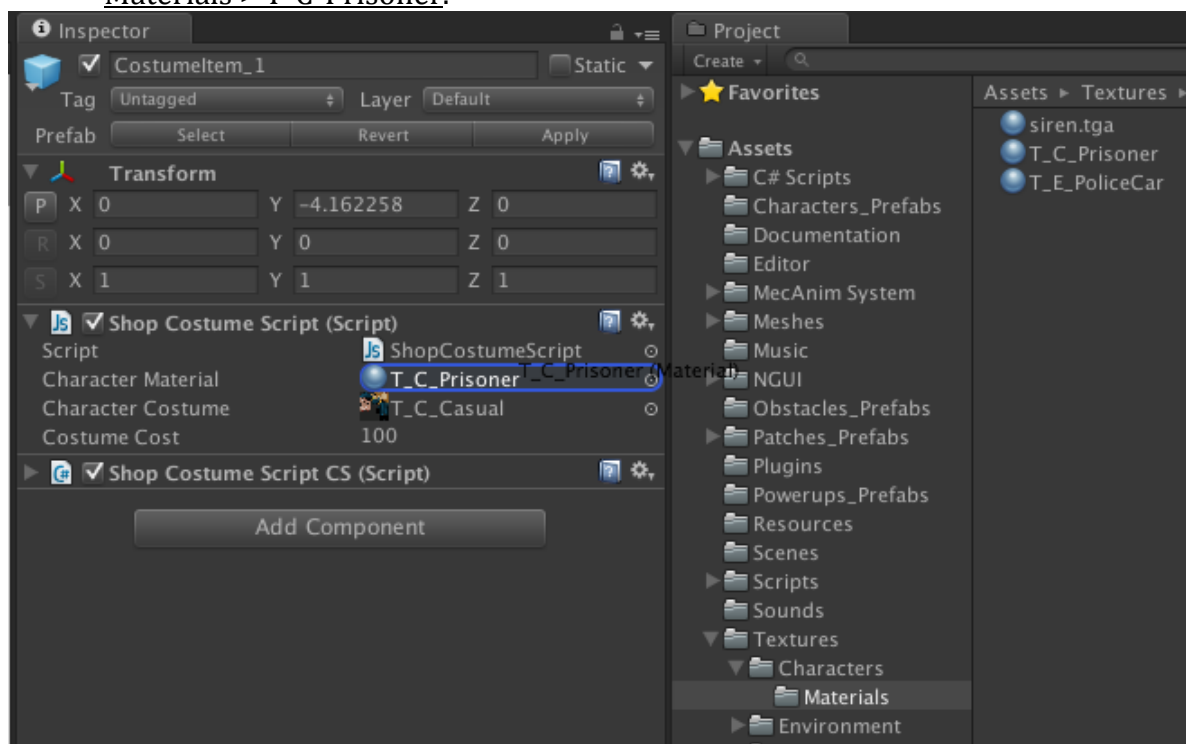 Materials > T_C_Prisoner.
Inspector
CostumeItem_1
Static
Tag Untagged Layer Default
Prefab Select Revert Apply
Transform
P X 0 Y -4.162258 Z 0
R X 0 Y 0 Z 0
S X 1 Y 1 Z 1
Js Shop Costume Script (Script)
Script Js ShopCostumeScript
Character Material T_C_Prisoner
T_C_Prisoner (Material)
Character Costume T_C_Casual
Costume Cost 100
C# Shop Costume Script CS (Script)
Add Component
Project
Create
Favorites
Assets
C# Scripts
Characters_Prefabs
Documentation
Editor
MecAnim System
Meshes
Music
NGUI
Obstacles_Prefabs
Patches_Prefabs
Plugins
Powerups_Prefabs
Resources
Scenes
Scripts
Sounds
Textures
Characters
Materials
Environment
Assets ▸ Textures ▸
siren.tga
T_C_Prisoner
T_E_PoliceCar